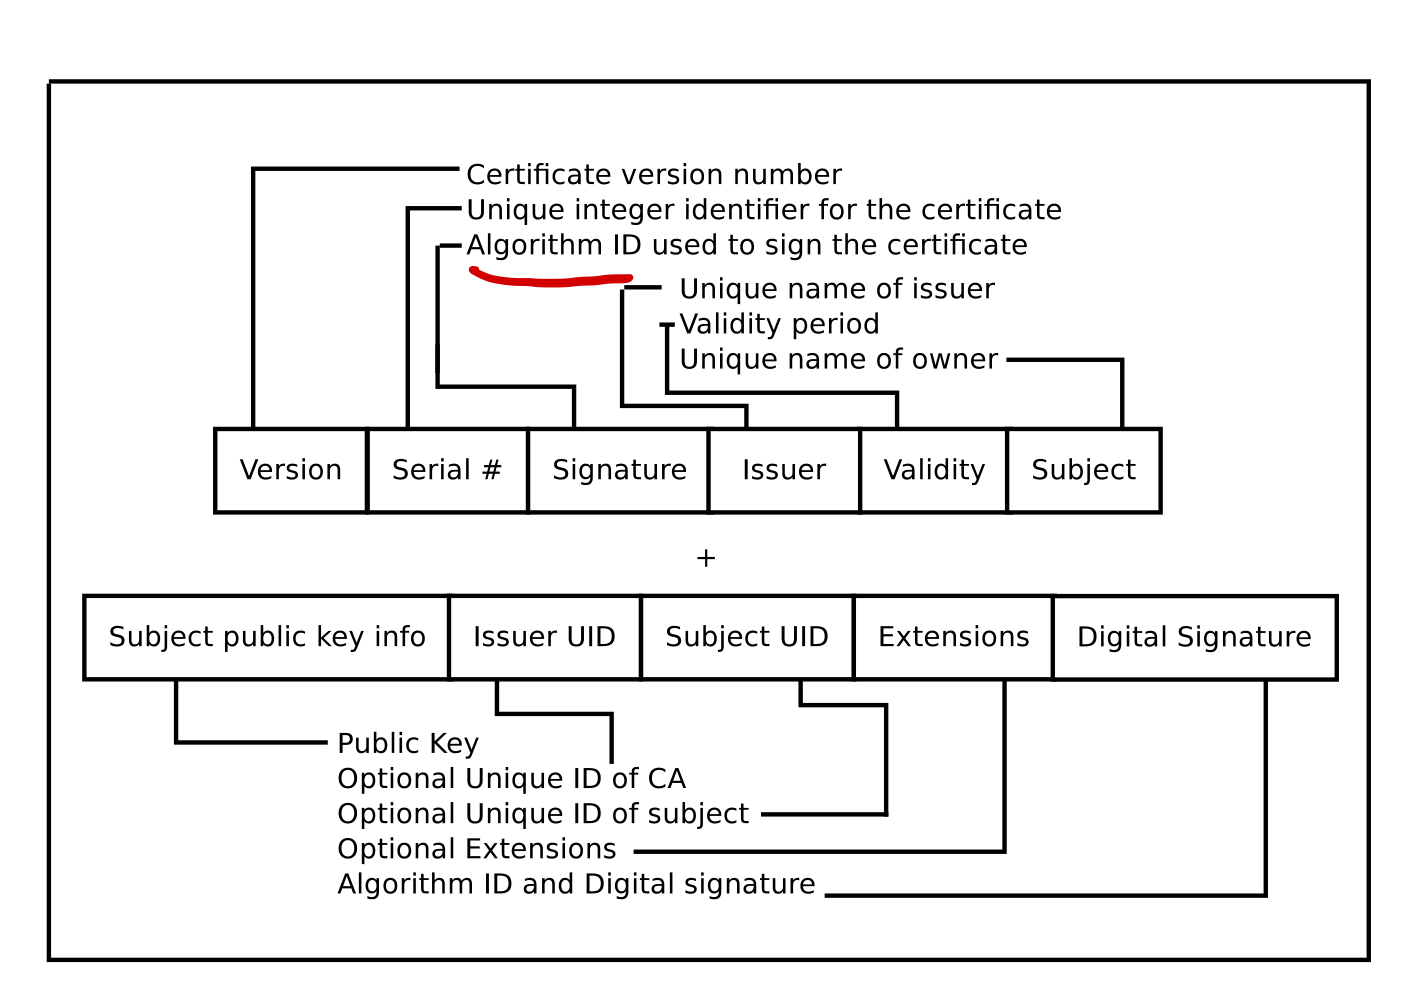 Certificate version number
Unique integer identifier for the certificate
Algorithm ID used to sign the certificate
Unique name of issuer
Validity period
Unique name of owner
Version Serial # Signature Issuer Validity Subject
+
Subject public key info Issuer UID Subject UID Extensions Digital Signature
Public Key
Optional Unique ID of CA
Optional Unique ID of subject
Optional Extensions
Algorithm ID and Digital signature